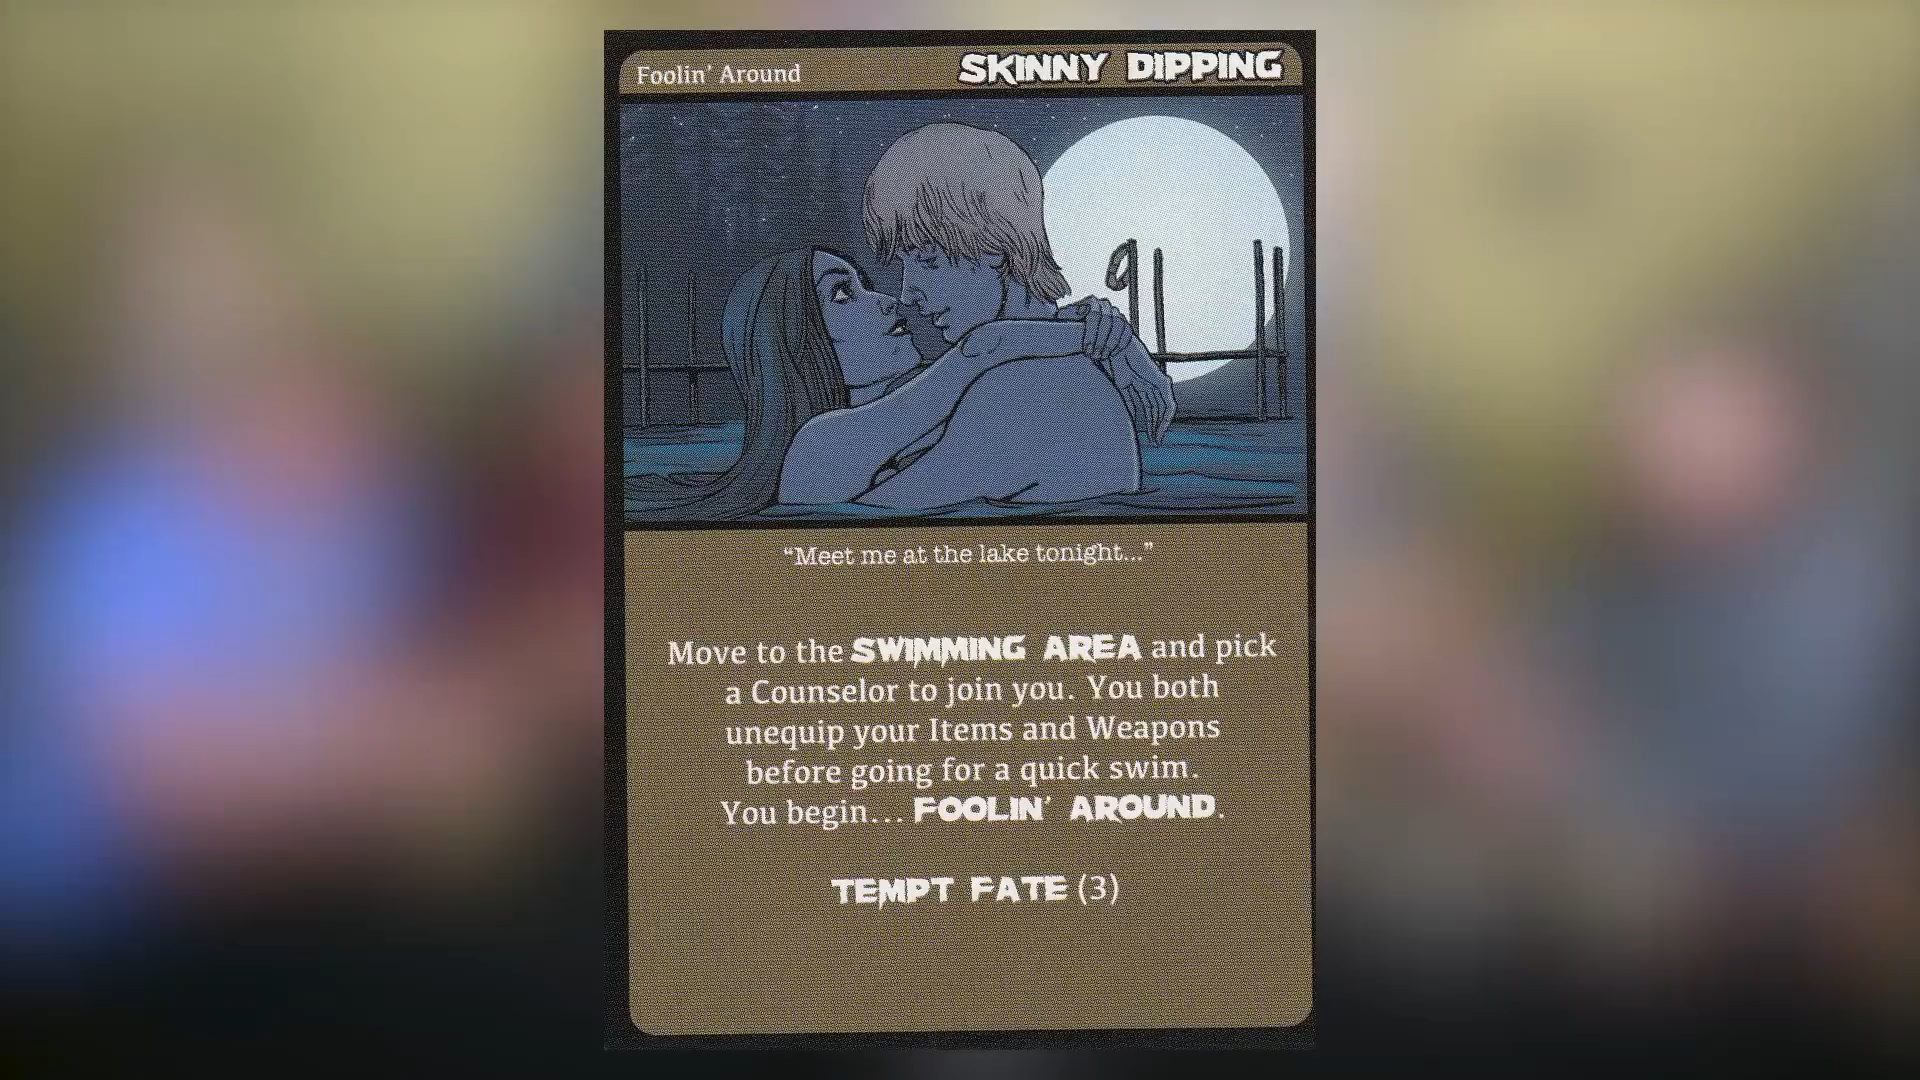 Foolin' Around
SKINNY DIPPING
“Meet me at the lake tonight...”
Move to the SWIMMING AREA and pick
a Counselor to join you. You both
unequip your Items and Weapons
before going for a quick swim.
You begin... FOOLIN' AROUND.
TEMPT FATE (3)